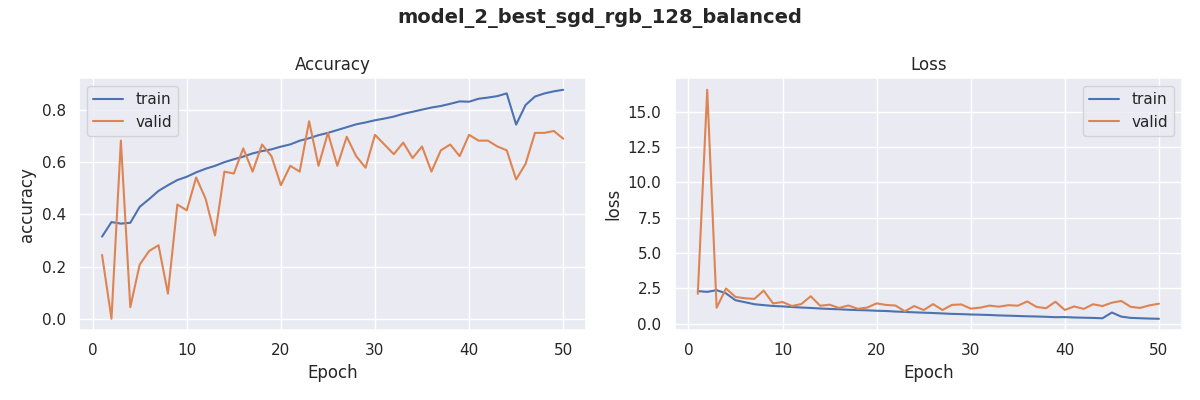 model_2_best_sgd_rgb_128_balanced
Accuracy
train
valid
accuracy
0.8
0.6
0.4
0.2
0.0
0
10
20
30
40
50
Epoch
Loss
train
valid
loss
15.0
12.5
10.0
7.5
5.0
2.5
0.0
0
10
20
30
40
50
Epoch